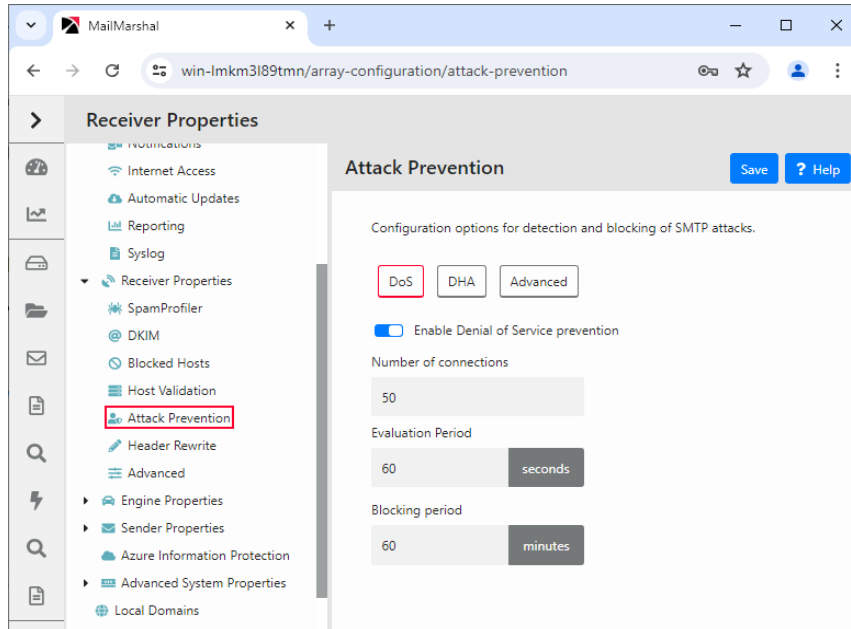 MailMarshal
win-lmkm3l89tmn/array-configuration/attack-prevention
Receiver Properties
Notifications
Internet Access
Automatic Updates
Reporting
Syslog
Receiver Properties
SpamProfiler
DKIM
Blocked Hosts
Host Validation
Attack Prevention
Header Rewrite
Advanced
Engine Properties
Sender Properties
Azure Information Protection
Advanced System Properties
Local Domains
Attack Prevention
Save
? Help
Configuration options for detection and blocking of SMTP attacks.
DoS DHA Advanced
Enable Denial of Service prevention
Number of connections
50
Evaluation Period
60 seconds
Blocking period
60 minutes